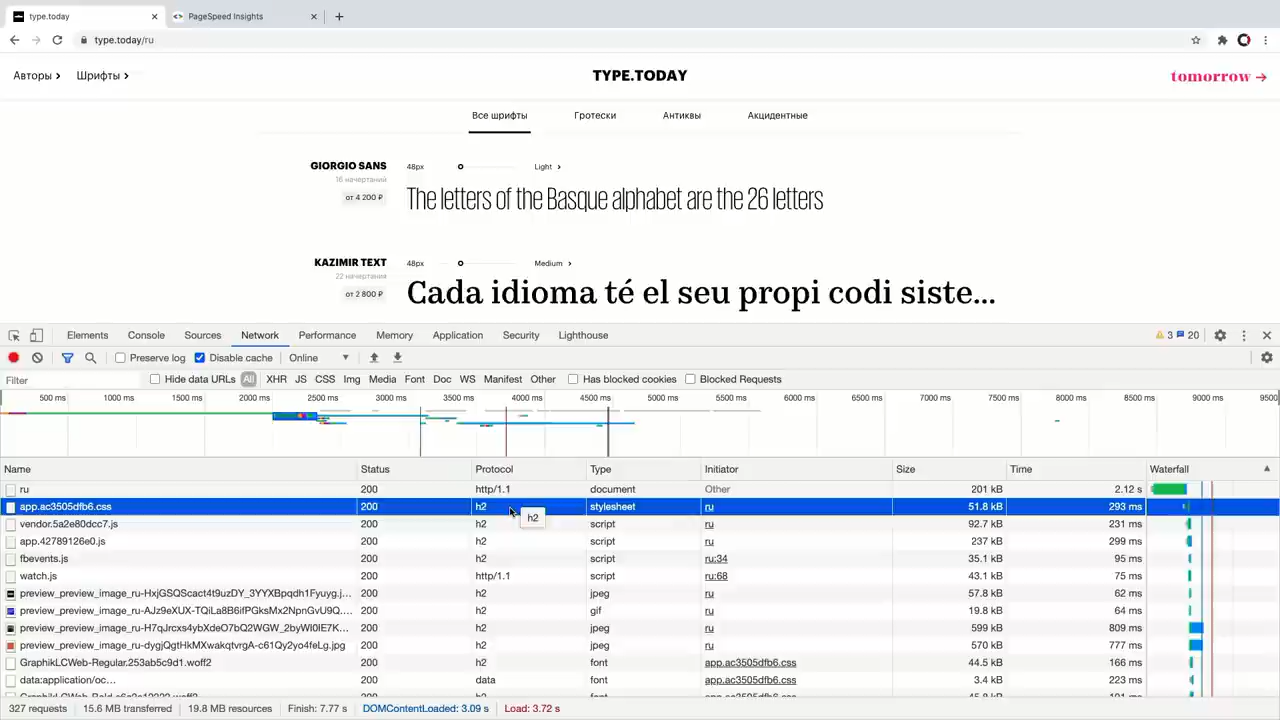 type.today
PageSpeed Insights
type.today/ru
Авторы
Шрифты
TYPE.TODAY
tomorrow →
Все шрифты Гротески Антиквы Акцидентные
GIORGIO SANS 48px Light
16 начертаний
от 4 200 ₽
The letters of the Basque alphabet are the 26 letters
KAZIMIR TEXT 48px Medium
22 начертания
от 2 800 ₽
Cada idioma té el seu propi codi siste...
Elements Console Sources Network Performance Memory Application Security Lighthouse 3 20
Preserve log Disable cache Online
Filter Hide data URLs All XHR JS CSS Img Media Font Doc WS Manifest Other Has blocked cookies Blocked Requests
500 ms 1000 ms 1500 ms 2000 ms 2500 ms 3000 ms 3500 ms 4000 ms 4500 ms 5000 ms 5500 ms 6000 ms 6500 ms 7000 ms 7500 ms 8000 ms 8500 ms 9000 ms 9500
Name Status Protocol Type Initiator Size Time Waterfall
ru 200 http/1.1 document Other 201 kB 2.12 s
app.ac3505dfb6.css 200 h2 stylesheet ru 51.8 kB 293 ms
h2
vendor.5a2e80dcc7.js 200 h2 script ru 92.7 kB 231 ms
app.42789126e0.js 200 h2 script ru 237 kB 299 ms
fbevents.js 200 h2 script ru:34 35.1 kB 95 ms
watch.js 200 http/1.1 script ru:68 43.1 kB 75 ms
preview_preview_image_ru-HxjGSQScact4t9uzDY_3YYXBpqdh1Fyuyg.j... 200 h2 jpeg ru 57.8 kB 62 ms
preview_preview_image_ru-AJz9eXUX-TQiLa8B6ifPGksMx2NpnGvU9Q.... 200 h2 gif ru 19.8 kB 64 ms
preview_preview_image_ru-H7qJrcxs4ybXdeO7bQ2WGW_2byWI0IE7K... 200 h2 jpeg ru 599 kB 809 ms
preview_preview_image_ru-dygjQgtHkMXwakqtvrgA-c61Qy2yo4feLg.jpg 200 h2 jpeg ru 570 kB 777 ms
GraphikLCWeb-Regular.253ab5c9d1.woff2 200 h2 font app.ac3505dfb6.css 44.5 kB 166 ms
data:application/oc... 200 data font app.ac3505dfb6.css 3.4 kB 223 ms
327 requests 15.6 MB transferred 19.8 MB resources Finish: 7.77 s DOMContentLoaded: 3.09 s Load: 3.72 s